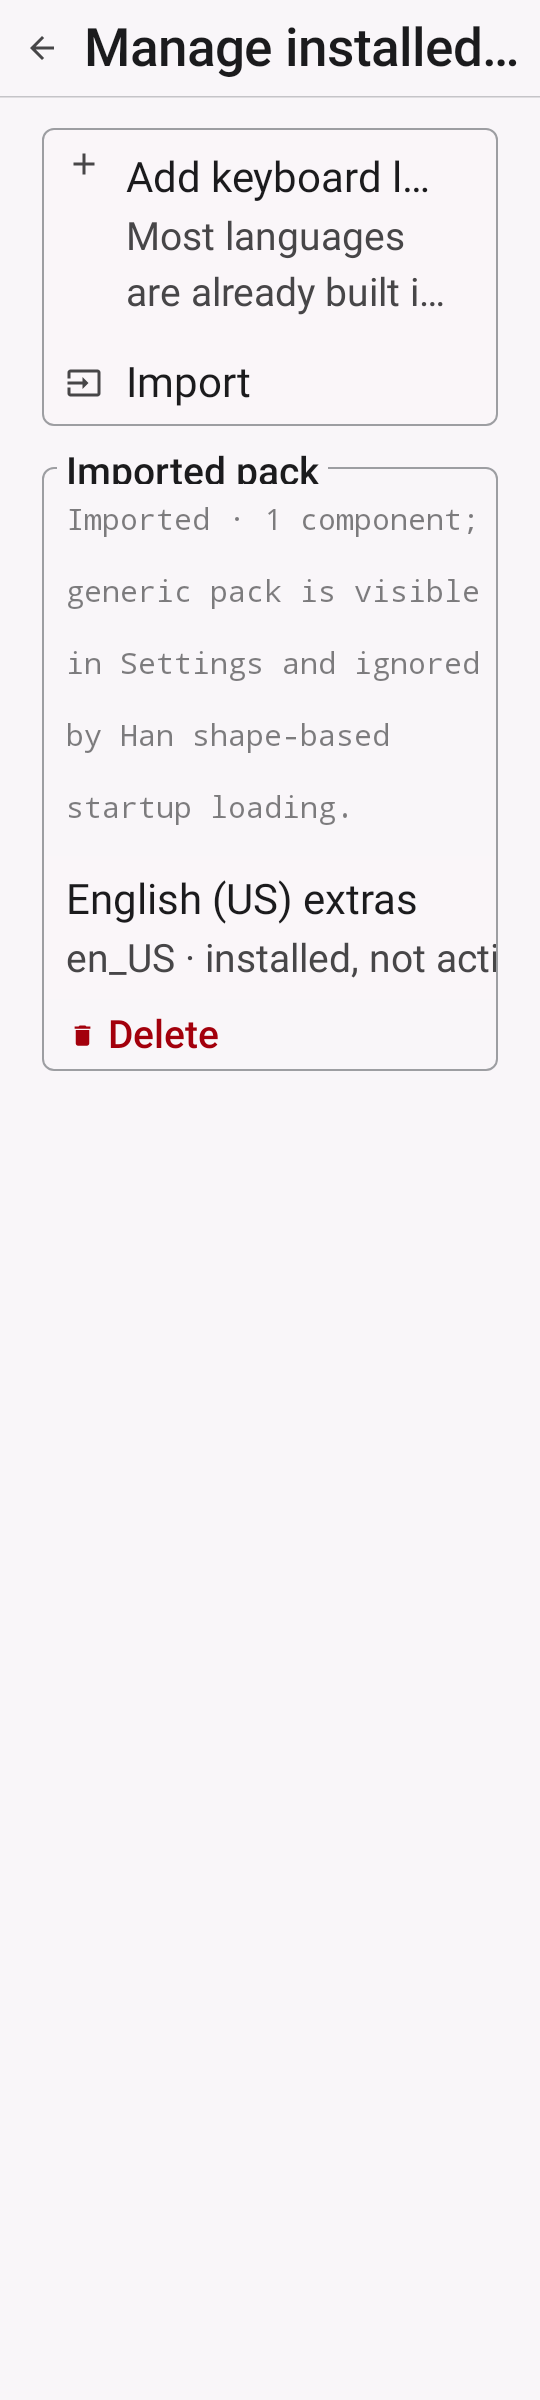 Manage installed…
Add keyboard l…
Most languages
are already built i…
Import
Imported pack
Imported · 1 component;
generic pack is visible
in Settings and ignored
by Han shape-based
startup loading.
English (US) extras
en_US · installed, not acti
Delete